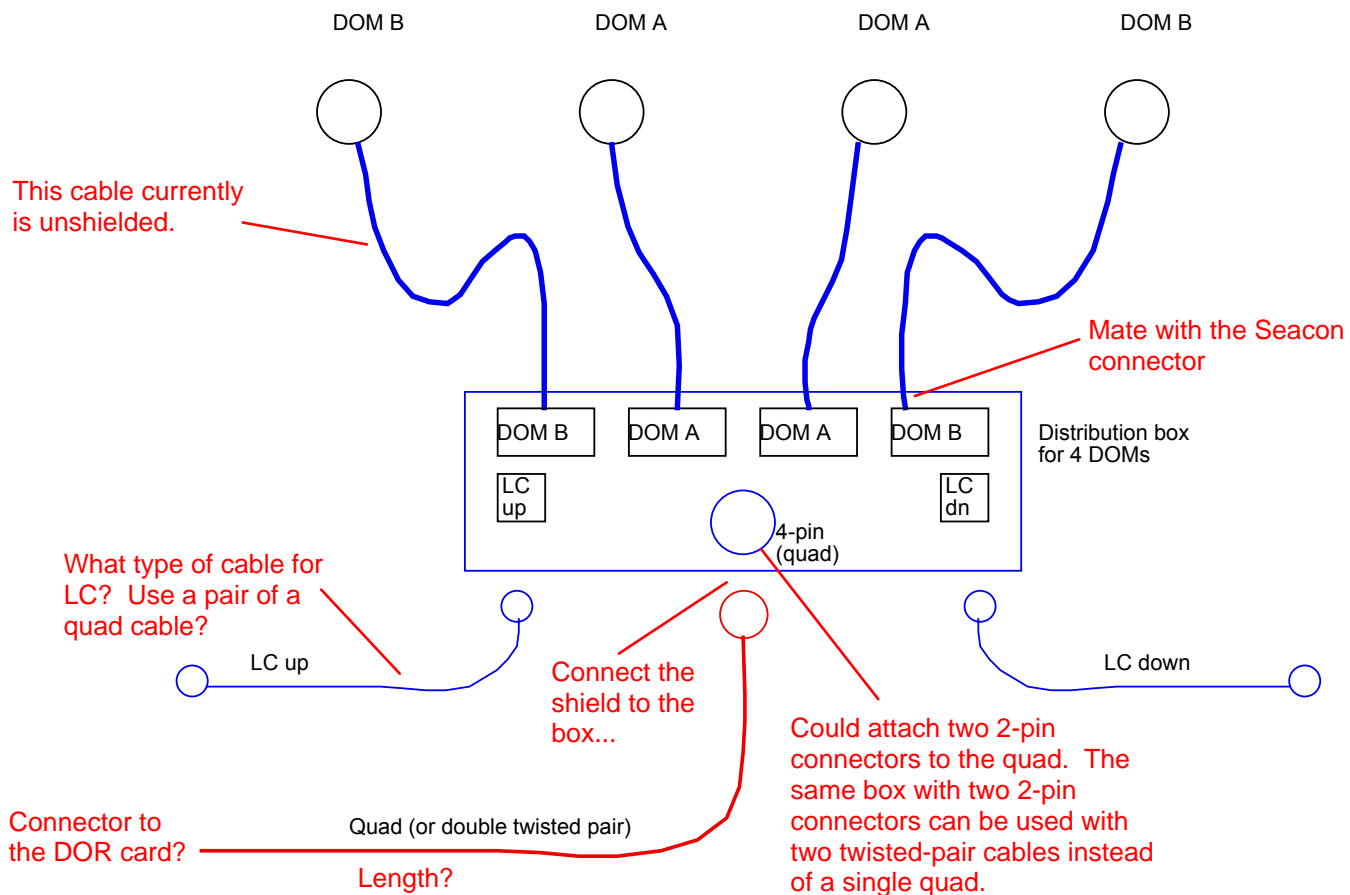 DOM B
DOM A
DOM A
DOM B
This cable currently
is unshielded.
Mate with the Seacon
connector
DOM B
DOM A
DOM A
DOM B
Distribution box
for 4 DOMs
LC
up
LC
dn
4-pin
(quad)
What type of cable for
LC?  Use a pair of a
quad cable?
LC up
Connect the
shield to the
box...
LC down
Could attach two 2-pin
connectors to the quad.  The
same box with two 2-pin
connectors can be used with
two twisted-pair cables instead
of a single quad.
Connector to
the DOR card?
Quad (or double twisted pair)
Length?